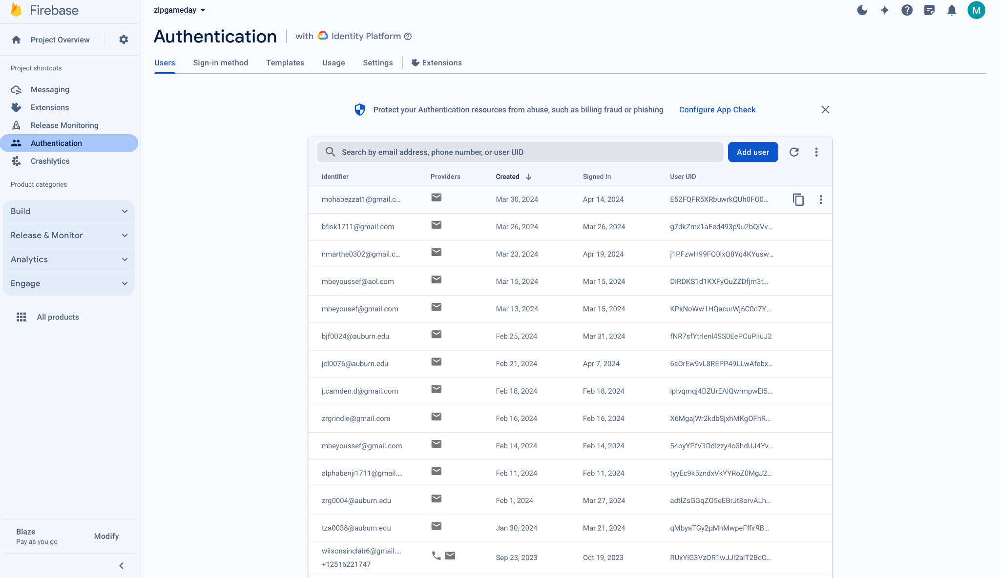 Firebase
zipgameday
M
Project Overview
Authentication
with Identity Platform
Users
Sign-in method
Templates
Usage
Settings
Extensions
Project shortcuts
Messaging
Extensions
Release Monitoring
Authentication
Crashlytics
Product categories
Build
Release & Monitor
Analytics
Engage
All products
Blaze
Pay as you go
Modify
Protect your Authentication resources from abuse, such as billing fraud or phishing
Configure App Check
Search by email address, phone number, or user UID
Add user
Identifier Providers Created Signed In User UID
mohabezzat1@gmail.c... Mar 30, 2024 Apr 14, 2024 E52FQFR5XRbuwrkQUh0FO0...
bfisk1711@gmail.com Mar 26, 2024 Mar 26, 2024 g7dkZmx1aEed493p9u2bQiVv...
nmarthe0302@gmail.c... Mar 23, 2024 Apr 19, 2024 j1PFzwH99FQ0lxQ8Yq4KYusw...
mbeyoussef@aol.com Mar 15, 2024 Mar 15, 2024 DIRDKS1d1KXFyOuZZDfjm3t...
mbeyousef@gmail.com Mar 13, 2024 Mar 15, 2024 KPkNoWw1HQacurWj6C0d7Y...
bjf0024@auburn.edu Feb 25, 2024 Mar 31, 2024 fNR7sfYtrIenl4SS0EePCuPIiuJ2
jcl0076@auburn.edu Feb 21, 2024 Apr 7, 2024 6sOrEw9vL8REPP49LLwAfebx...
j.camden.d@gmail.com Feb 18, 2024 Feb 18, 2024 ipIvqmqj4DZUrEAlQwrmpwEl5...
zrgrindle@gmail.com Feb 16, 2024 Feb 16, 2024 X6MgajWr2kdbSjxhMKgOFhR...
mbeyoussef@gmail.com Feb 14, 2024 Feb 14, 2024 54oyYPfV1DdIzzy4o3hdUJ4Yv...
alphabenji1711@gmail.... Feb 11, 2024 Feb 11, 2024 tyyEc9k5zndxVkYYRoZ0MgJ2...
zrg0004@auburn.edu Feb 1, 2024 Mar 27, 2024 adtlZsGGqZO5eEBrJt8orvALh...
tza0038@auburn.edu Jan 30, 2024 Mar 21, 2024 qMbyaTGy2pMhMwpeFffir9B...
wilsonsinclair6@gmail.... Sep 23, 2023 Oct 19, 2023 RUxYlG3VzOR1wJJl2alT2BcC...
+12516221747